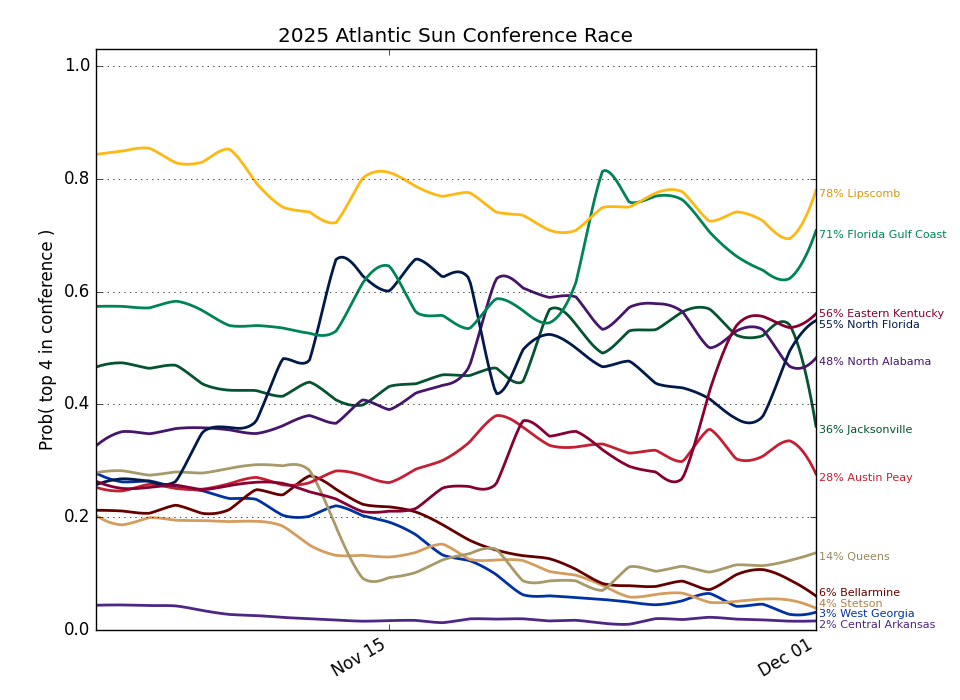 2025 Atlantic Sun Conference Race
Prob( top 4 in conference )
1.0
0.8
0.6
0.4
0.2
0.0
Nov 15
Dec 01
78% Lipscomb
71% Florida Gulf Coast
56% Eastern Kentucky
55% North Florida
48% North Alabama
36% Jacksonville
28% Austin Peay
14% Queens
6% Bellarmine
4% Stetson
3% West Georgia
2% Central Arkansas